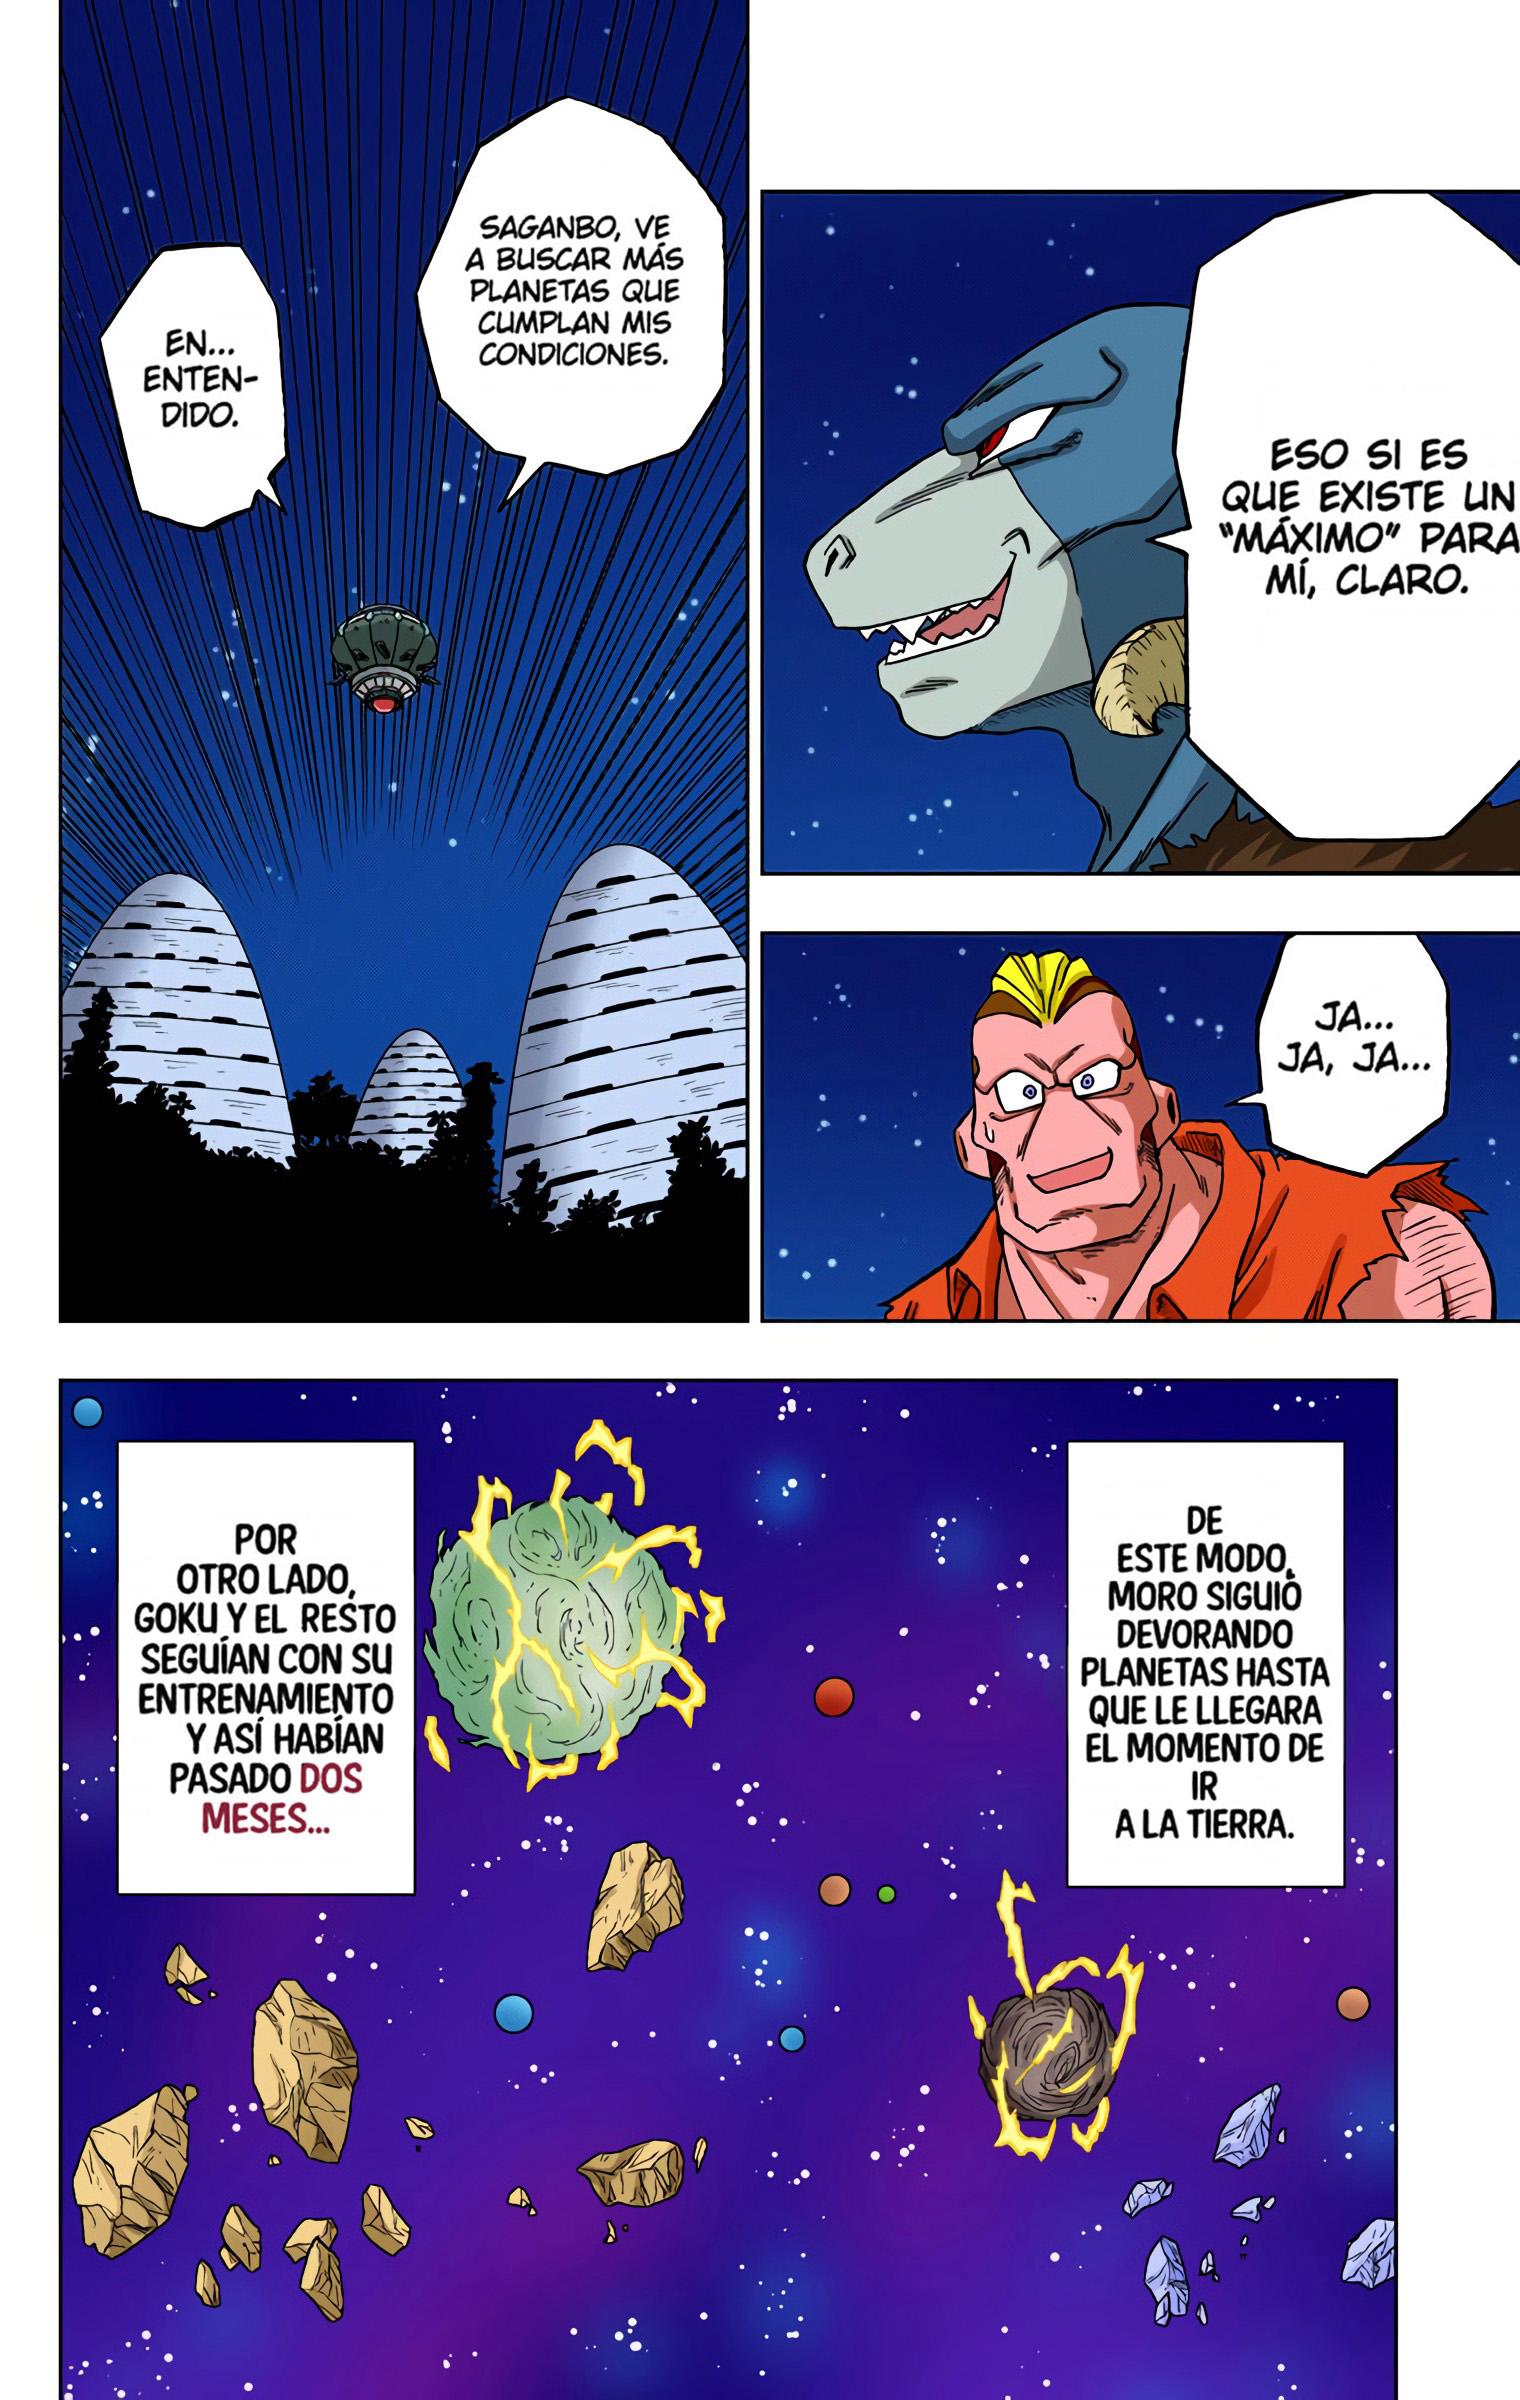 ESO SI ES
QUE EXISTE UN
"MÁXIMO" PARA
MÍ, CLARO.
JA...
JA, JA...
SAGANBO, VE
A BUSCAR MÁS
PLANETAS QUE
CUMPLAN MIS
CONDICIONES.
EN...
ENTEN-
DIDO.
DE
ESTE MODO,
MORO SIGUIÓ
DEVORANDO
PLANETAS HASTA
QUE LE LLEGARA
EL MOMENTO DE
IR
A LA TIERRA.
POR
OTRO LADO,
GOKU Y EL RESTO
SEGUÍAN CON SU
ENTRENAMIENTO
Y ASÍ HABÍAN
PASADO DOS
MESES...